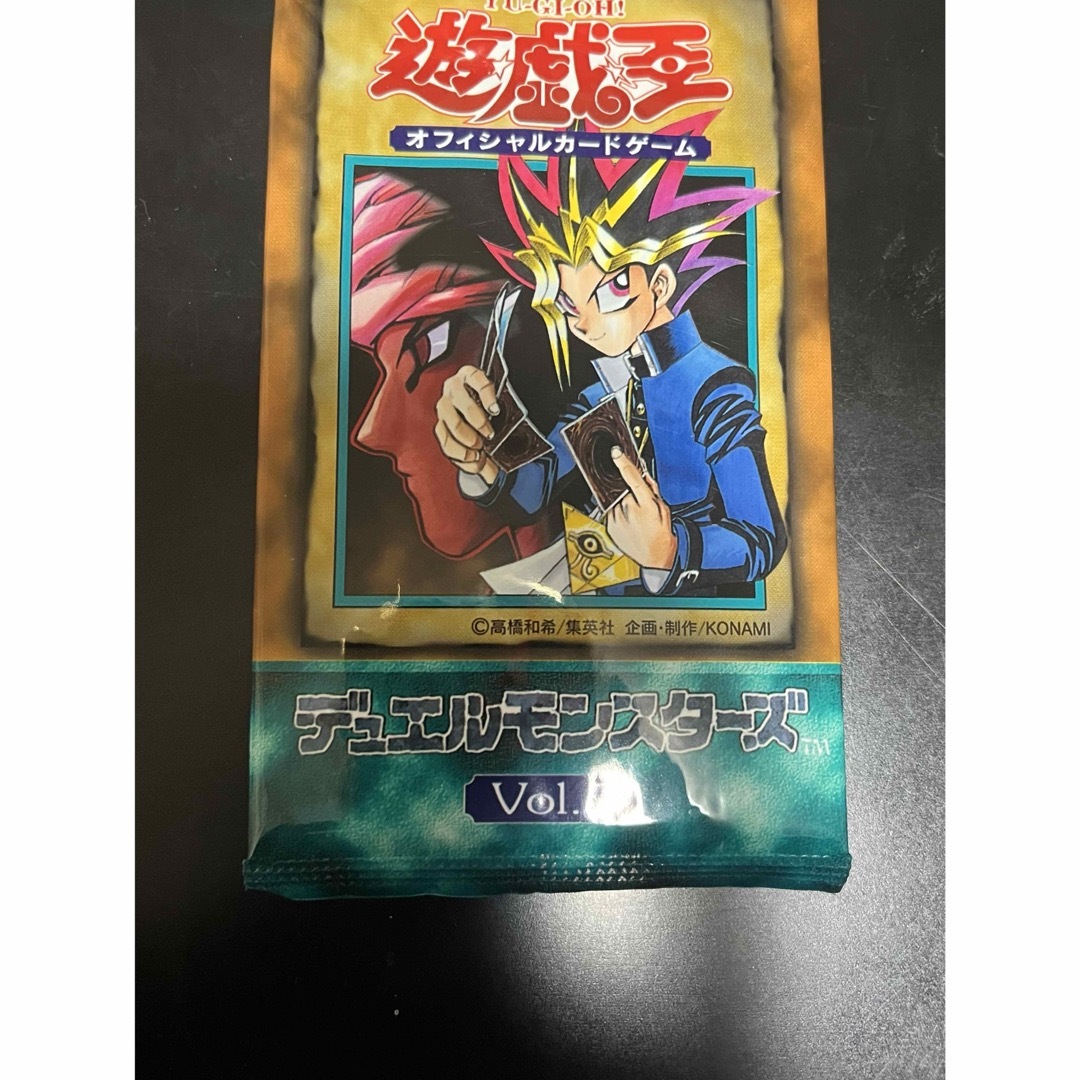 YU-GI-OH!
遊戯王
オフィシャルカードゲーム
©高橋和希/集英社 企画・制作/KONAMI
デュエルモンスターズ™
Vol.